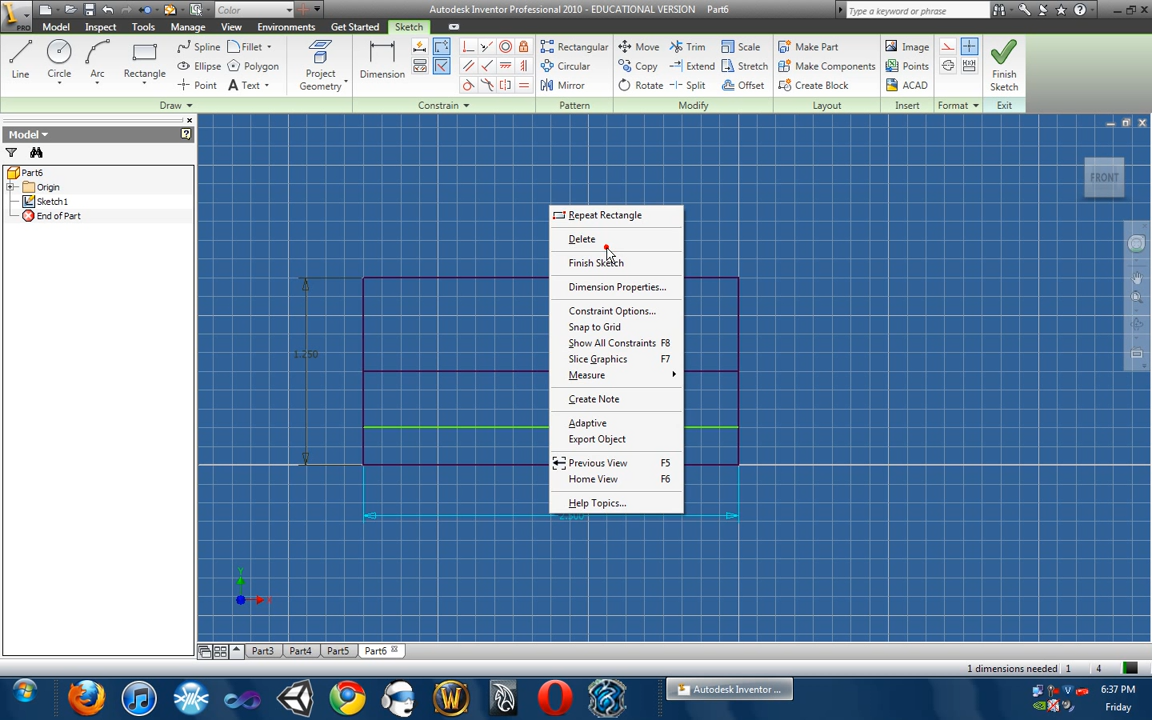 PRO
Color
Autodesk Inventor Professional 2010 - EDUCATIONAL VERSION Part6
Type a keyword or phrase
Model Inspect Tools Manage View Environments Get Started Sketch
Line
Circle
Arc
Rectangle
Spline
Ellipse
Point
Fillet
Polygon
Text
Project
Geometry
Dimension
Rectangular
Circular
Mirror
Move
Copy
Rotate
Trim
Extend
Split
Scale
Stretch
Offset
Make Part
Make Components
Create Block
Image
Points
ACAD
Finish
Sketch
Draw Constrain Pattern Modify Layout Insert Format Exit
Model
Part6
Origin
Sketch1
End of Part
FRONT
1.250
Repeat Rectangle
Delete
Finish Sketch
Dimension Properties...
Constraint Options...
Snap to Grid
Show All Constraints F8
Slice Graphics F7
Measure
Create Note
Adaptive
Export Object
Previous View F5
Home View F6
Help Topics...
Part3 Part4 Part5 Part6
1 dimensions needed 1 4
Autodesk Inventor ...
6:37 PM
Friday